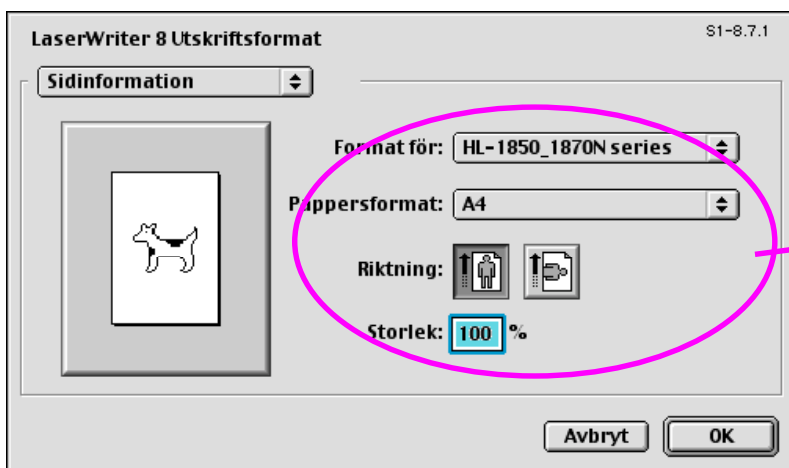 LaserWriter 8 Utskriftsformat
S1-8.7.1
Sidinformation
Format för: HL-1850_1870N series
Pappersformat: A4
Riktning:
Storlek: 100 %
Avbryt OK